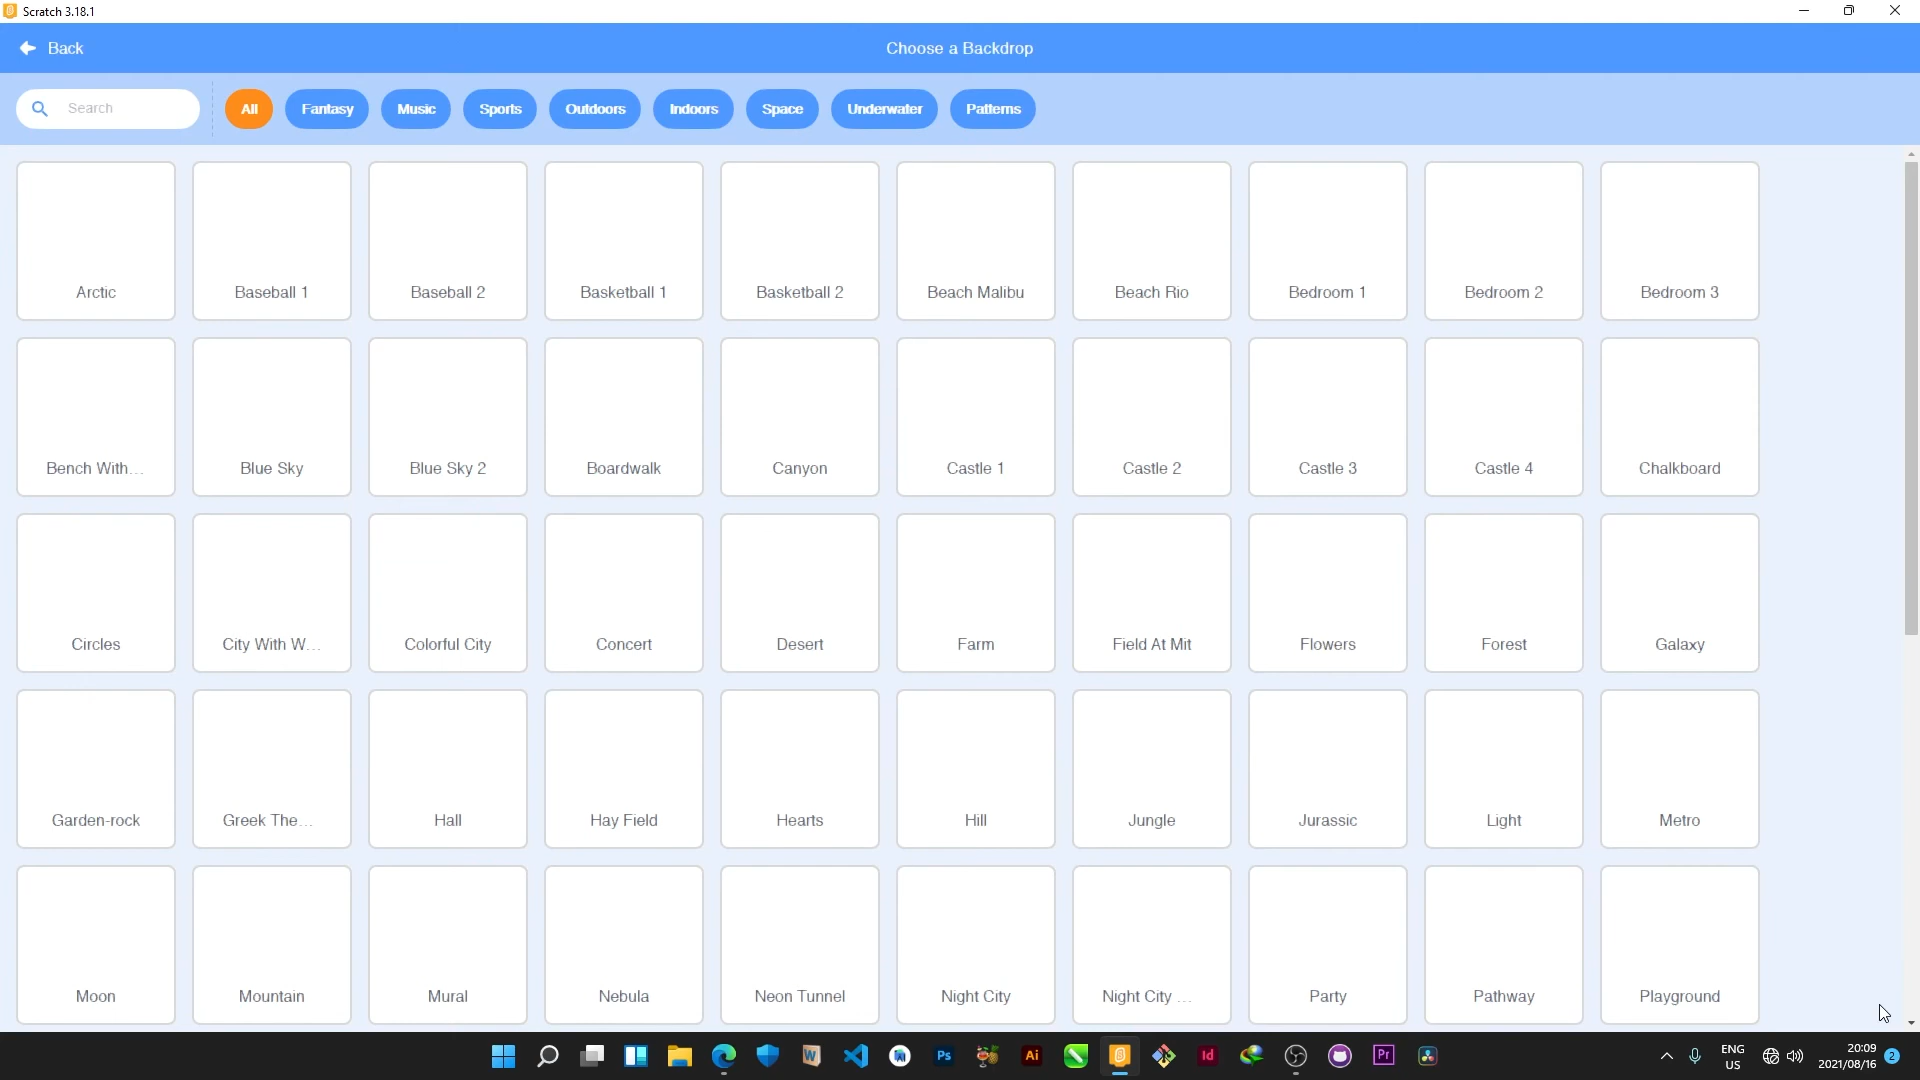 Scratch 3.18.1
Back
Choose a Backdrop
Search
All Fantasy Music Sports Outdoors Indoors Space Underwater Patterns
Arctic Baseball 1 Baseball 2 Basketball 1 Basketball 2 Beach Malibu Beach Rio Bedroom 1 Bedroom 2 Bedroom 3
Bench With... Blue Sky Blue Sky 2 Boardwalk Canyon Castle 1 Castle 2 Castle 3 Castle 4 Chalkboard
Circles City With W... Colorful City Concert Desert Farm Field At Mit Flowers Forest Galaxy
Garden-rock Greek The... Hall Hay Field Hearts Hill Jungle Jurassic Light Metro
Moon Mountain Mural Nebula Neon Tunnel Night City Night City ... Party Pathway Playground
W Ps Ai Id Pr
ENG
US
20:09
2021/08/16
2